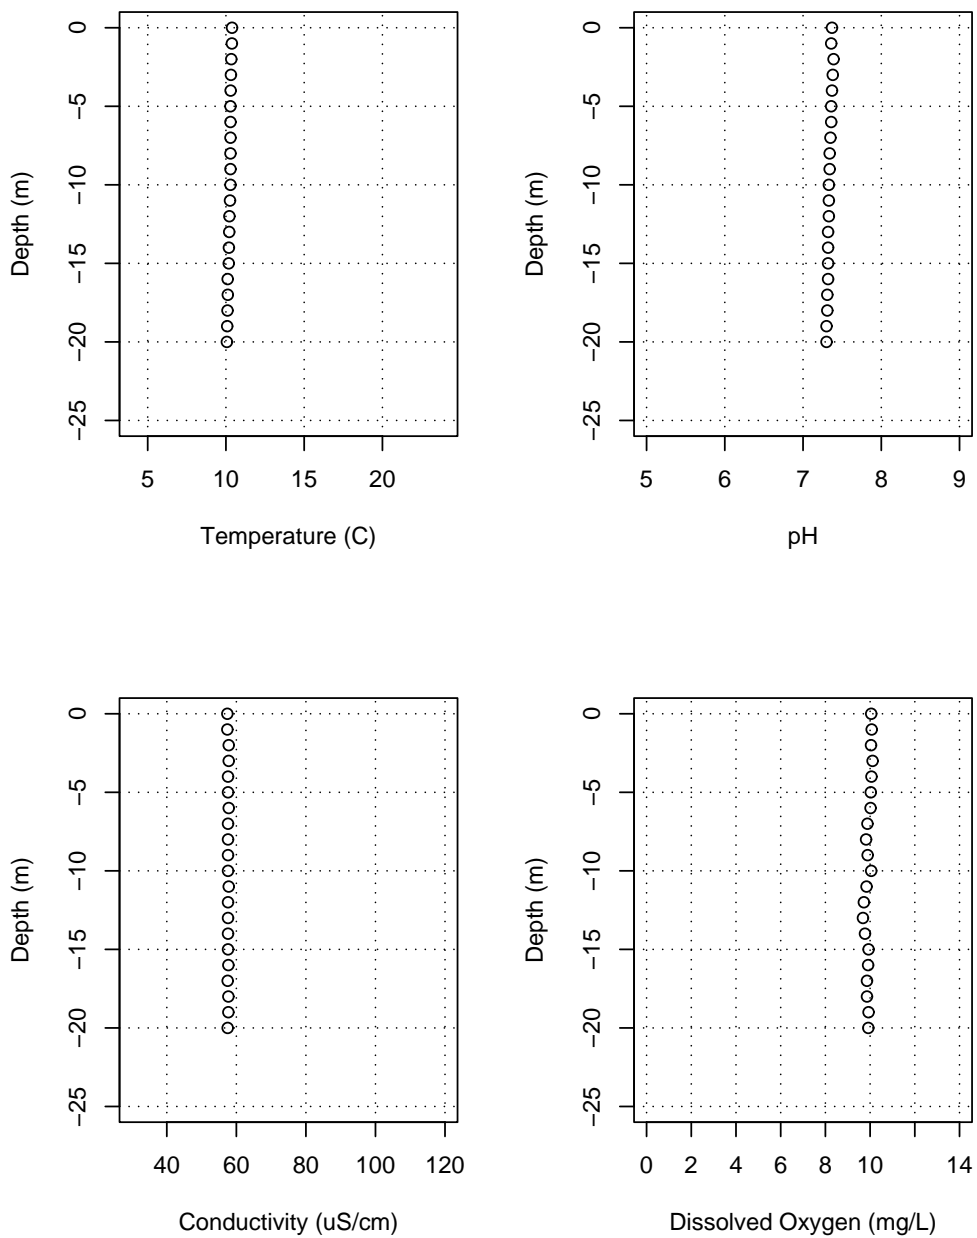 0
−5
−10
−15
−20
−25
Depth (m)
5 10 15 20
Temperature (C)
0
−5
−10
−15
−20
−25
Depth (m)
5 6 7 8 9
pH
0
−5
−10
−15
−20
−25
Depth (m)
40 60 80 100 120
Conductivity (uS/cm)
0
−5
−10
−15
−20
−25
Depth (m)
0 2 4 6 8 10 14
Dissolved Oxygen (mg/L)